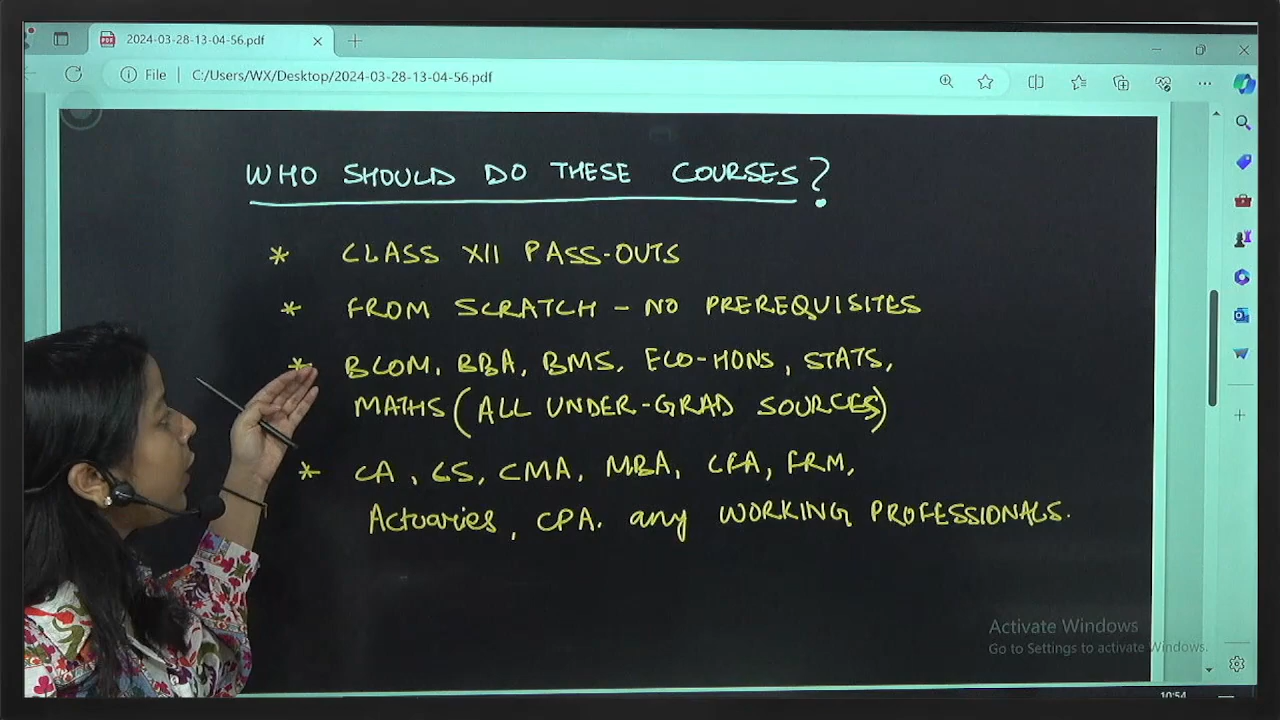 2024-03-28-13-04-56.pdf
File | C:/Users/WX/Desktop/2024-03-28-13-04-56.pdf
WHO SHOULD DO THESE COURSES?
* CLASS XII PASS-OUTS
* FROM SCRATCH - NO PREREQUISITES
* BCOM, BBA, BMS, ECO-HONS, STATS,
MATHS (ALL UNDER-GRAD SOURCES)
* CA, CS, CMA, MBA, CFA, FRM,
Actuaries, CPA. any WORKING PROFESSIONALS.
Activate Windows
Go to Settings to activate Windows.
10:54